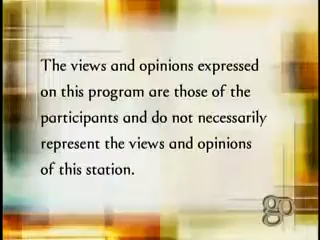 The views and opinions expressed
on this program are those of the
participants and do not necessarily
represent the views and opinions
of this station.
gp